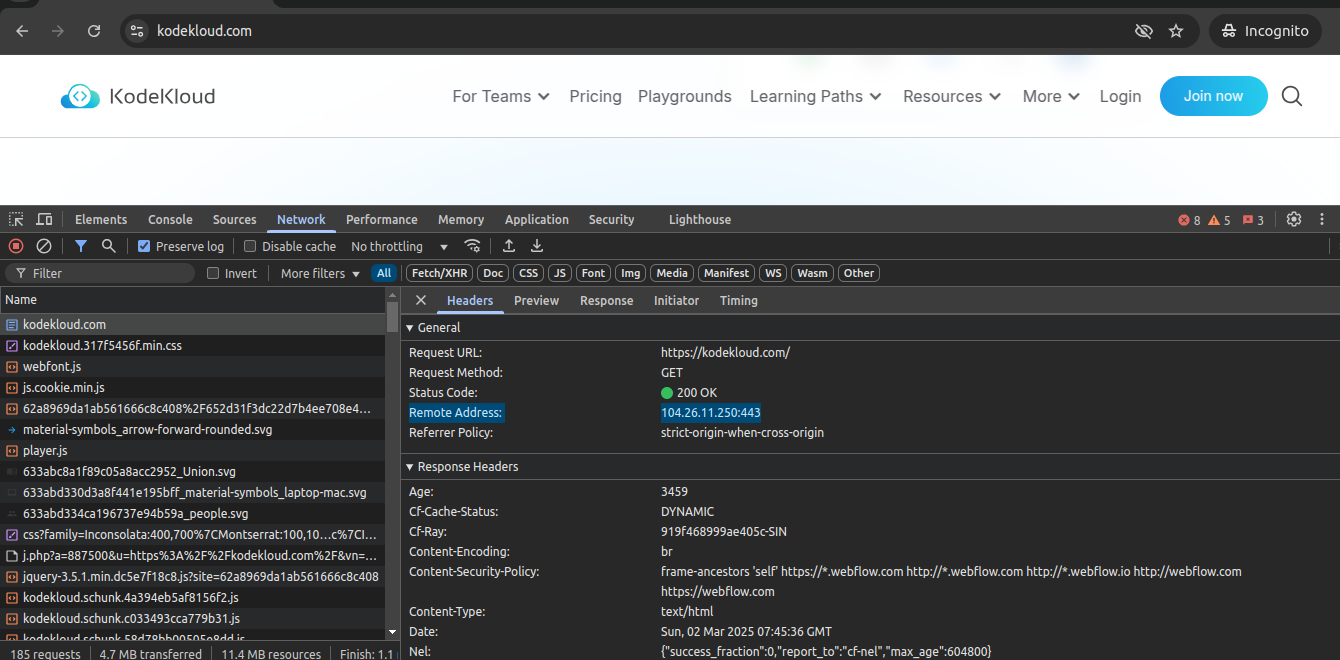 kodekloud.com
Incognito
KodeKloud
For Teams Pricing Playgrounds Learning Paths Resources More Login Join now
Elements Console Sources Network Performance Memory Application Security Lighthouse 8 5 3
Preserve log Disable cache No throttling
Filter Invert More filters All Fetch/XHR Doc CSS JS Font Img Media Manifest WS Wasm Other
Name
kodekloud.com
kodekloud.317f5456f.min.css
webfont.js
js.cookie.min.js
62a8969da1ab561666c8c408%2F652d31f3dc22d7b4ee708e4...
material-symbols_arrow-forward-rounded.svg
player.js
633abc8a1f89c05a8acc2952_Union.svg
633abd330d3a8f441e195bff_material-symbols_laptop-mac.svg
633abd334ca196737e94b59a_people.svg
css?family=Inconsolata:400,700%7CMontserrat:100,10...c%7CI...
j.php?a=887500&u=https%3A%2F%2Fkodekloud.com%2F&vn=...
jquery-3.5.1.min.dc5e7f18c8.js?site=62a8969da1ab561666c8c408
kodekloud.schunk.4a394eb5af8156f2.js
kodekloud.schunk.c033493cca779b31.js
185 requests 4.7 MB transferred 11.4 MB resources Finish: 1.1
Headers Preview Response Initiator Timing
General
Request URL: https://kodekloud.com/
Request Method: GET
Status Code: 200 OK
Remote Address: 104.26.11.250:443
Referrer Policy: strict-origin-when-cross-origin
Response Headers
Age: 3459
Cf-Cache-Status: DYNAMIC
Cf-Ray: 919f468999ae405c-SIN
Content-Encoding: br
Content-Security-Policy: frame-ancestors 'self' https://*.webflow.com http://*.webflow.com http://*.webflow.io http://webflow.com
https://webflow.com
Content-Type: text/html
Date: Sun, 02 Mar 2025 07:45:36 GMT
Nel: {"success_fraction":0,"report_to":"cf-nel","max_age":604800}